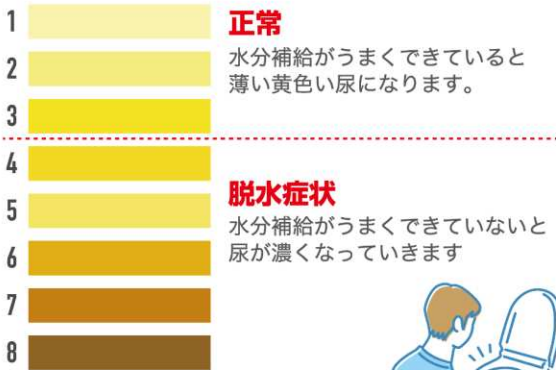 1
正常
水分補給がうまくできていると
2
薄い黄色い尿になります。
3
4
脱水症状
5
水分補給がうまくできていないと
尿が濃くなっていきます
6
7
8